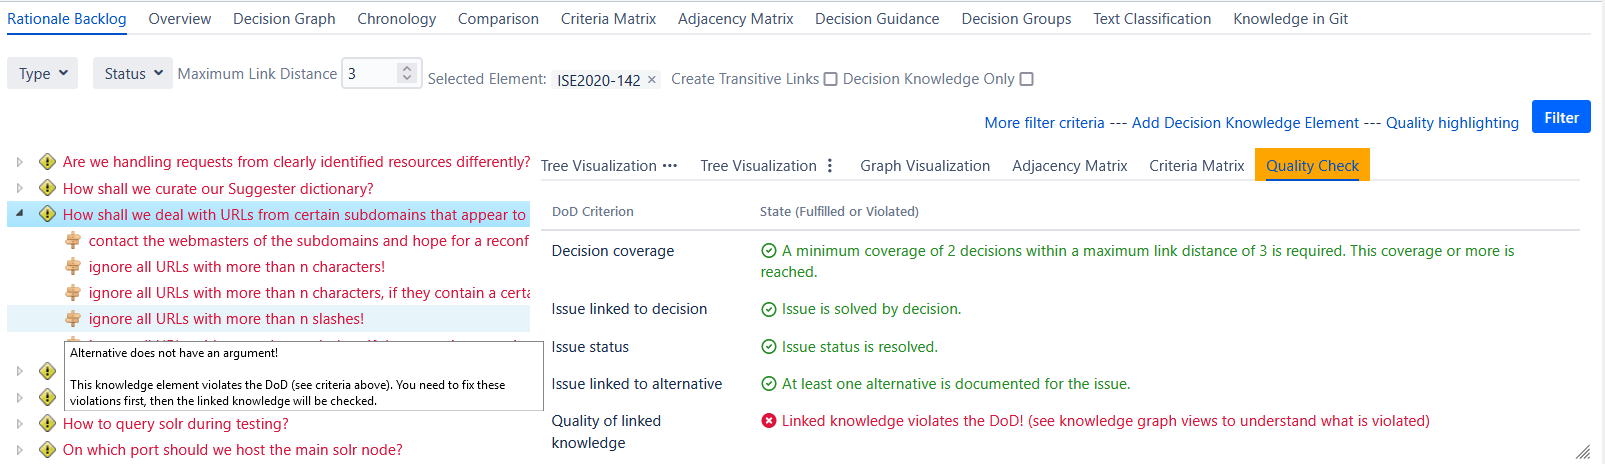 Rationale Backlog Overview Decision Graph Chronology Comparison Criteria Matrix Adjacency Matrix Decision Guidance Decision Groups Text Classification Knowledge in Git
Type Status Maximum Link Distance 3 Selected Element: ISE2020-142 × Create Transitive Links Decision Knowledge Only
More filter criteria --- Add Decision Knowledge Element --- Quality highlighting Filter
Are we handling requests from clearly identified resources differently?
How shall we curate our Suggester dictionary?
How shall we deal with URLs from certain subdomains that appear to
contact the webmasters of the subdomains and hope for a reconf
ignore all URLs with more than n characters!
ignore all URLs with more than n characters, if they contain a certa
ignore all URLs with more than n slashes!
Alternative does not have an argument!
This knowledge element violates the DoD (see criteria above). You need to fix these
violations first, then the linked knowledge will be checked.
How to query solr during testing?
On which port should we host the main solr node?
Tree Visualization ••• Tree Visualization ⋮ Graph Visualization Adjacency Matrix Criteria Matrix Quality Check
DoD Criterion State (Fulfilled or Violated)
Decision coverage A minimum coverage of 2 decisions within a maximum link distance of 3 is required. This coverage or more is
reached.
Issue linked to decision Issue is solved by decision.
Issue status Issue status is resolved.
Issue linked to alternative At least one alternative is documented for the issue.
Quality of linked Linked knowledge violates the DoD! (see knowledge graph views to understand what is violated)
knowledge